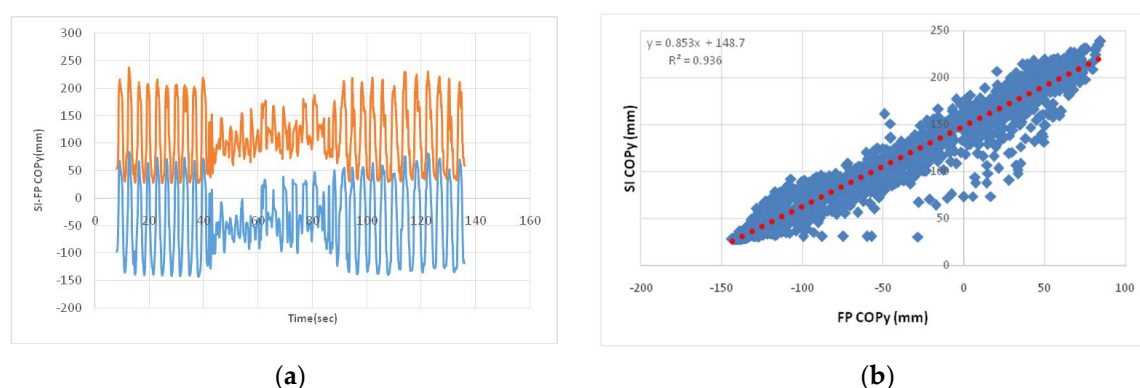 SI-FP COPy(mm)
300
250
200
150
100
50
0
-50
-100
-150
-200
0 20 40 60 80 100 120 140 160
Time(sec)
(a)
y = 0.853x + 148.7
R² = 0.936
SI COPy (mm)
250
200
150
100
50
0
-200 -150 -100 -50 0 50 100
FP COPy (mm)
(b)